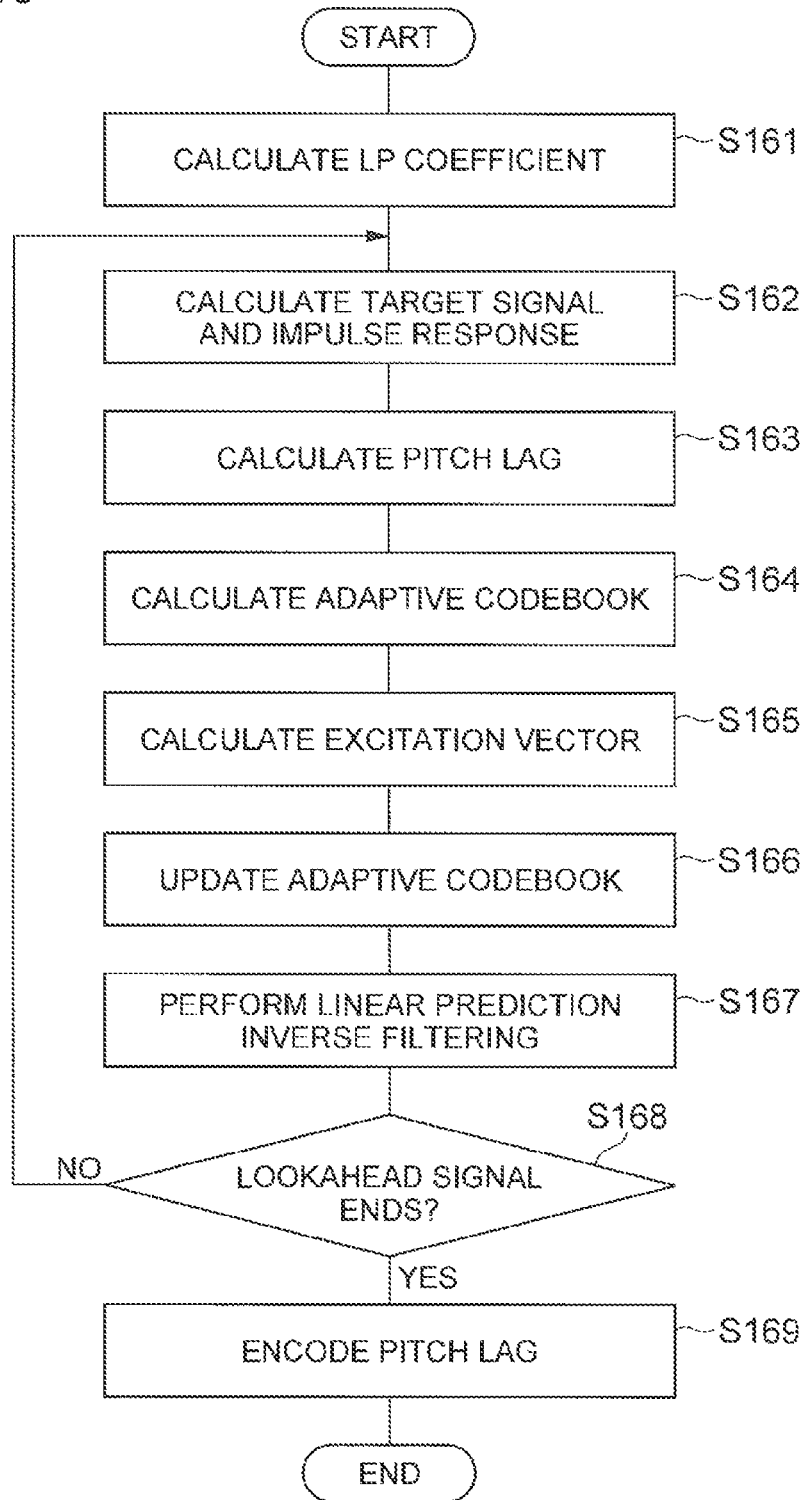 START
CALCULATE LP COEFFICIENT
S161
CALCULATE TARGET SIGNAL
AND IMPULSE RESPONSE
S162
CALCULATE PITCH LAG
S163
CALCULATE ADAPTIVE CODEBOOK
S164
CALCULATE EXCITATION VECTOR
S165
UPDATE ADAPTIVE CODEBOOK
S166
PERFORM LINEAR PREDICTION
INVERSE FILTERING
S167
S168
NO
LOOKAHEAD SIGNAL
ENDS?
YES
ENCODE PITCH LAG
S169
END